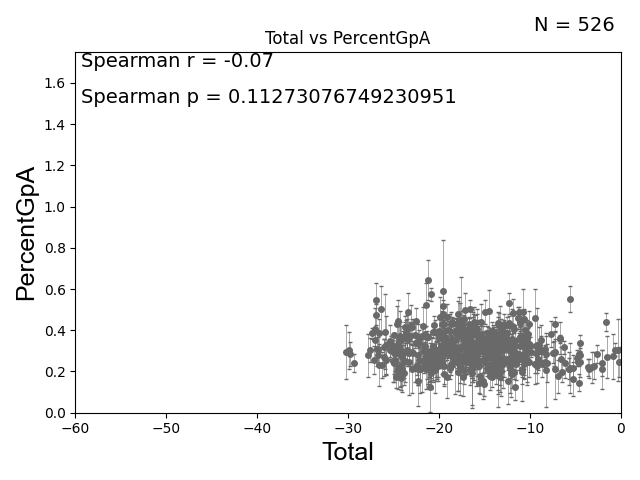 N = 526
Total vs PercentGpA
Spearman r = -0.07
Spearman p = 0.11273076749230951
PercentGpA
1.6
1.4
1.2
1.0
0.8
0.6
0.4
0.2
0.0
−60 −50 −40 −30 −20 −10 0
Total